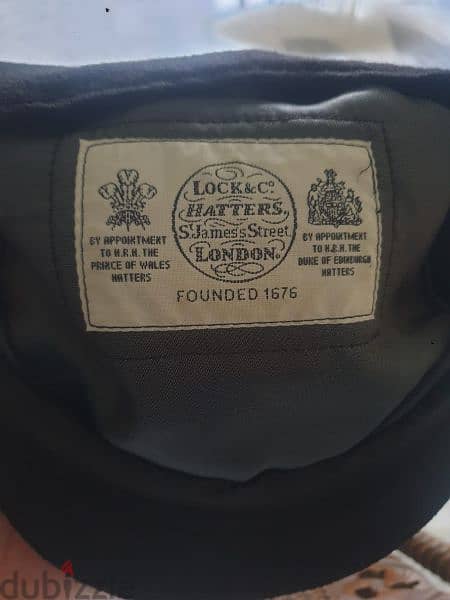 LOCK & Cº
HATTERS,
St. James's Street
LONDON.
FOUNDED 1676
BY APPOINTMENT
TO H.R.H. THE
PRINCE OF WALES
HATTERS
BY APPOINTMENT
TO H.R.H. THE
DUKE OF EDINBURGH
HATTERS
dubizzle